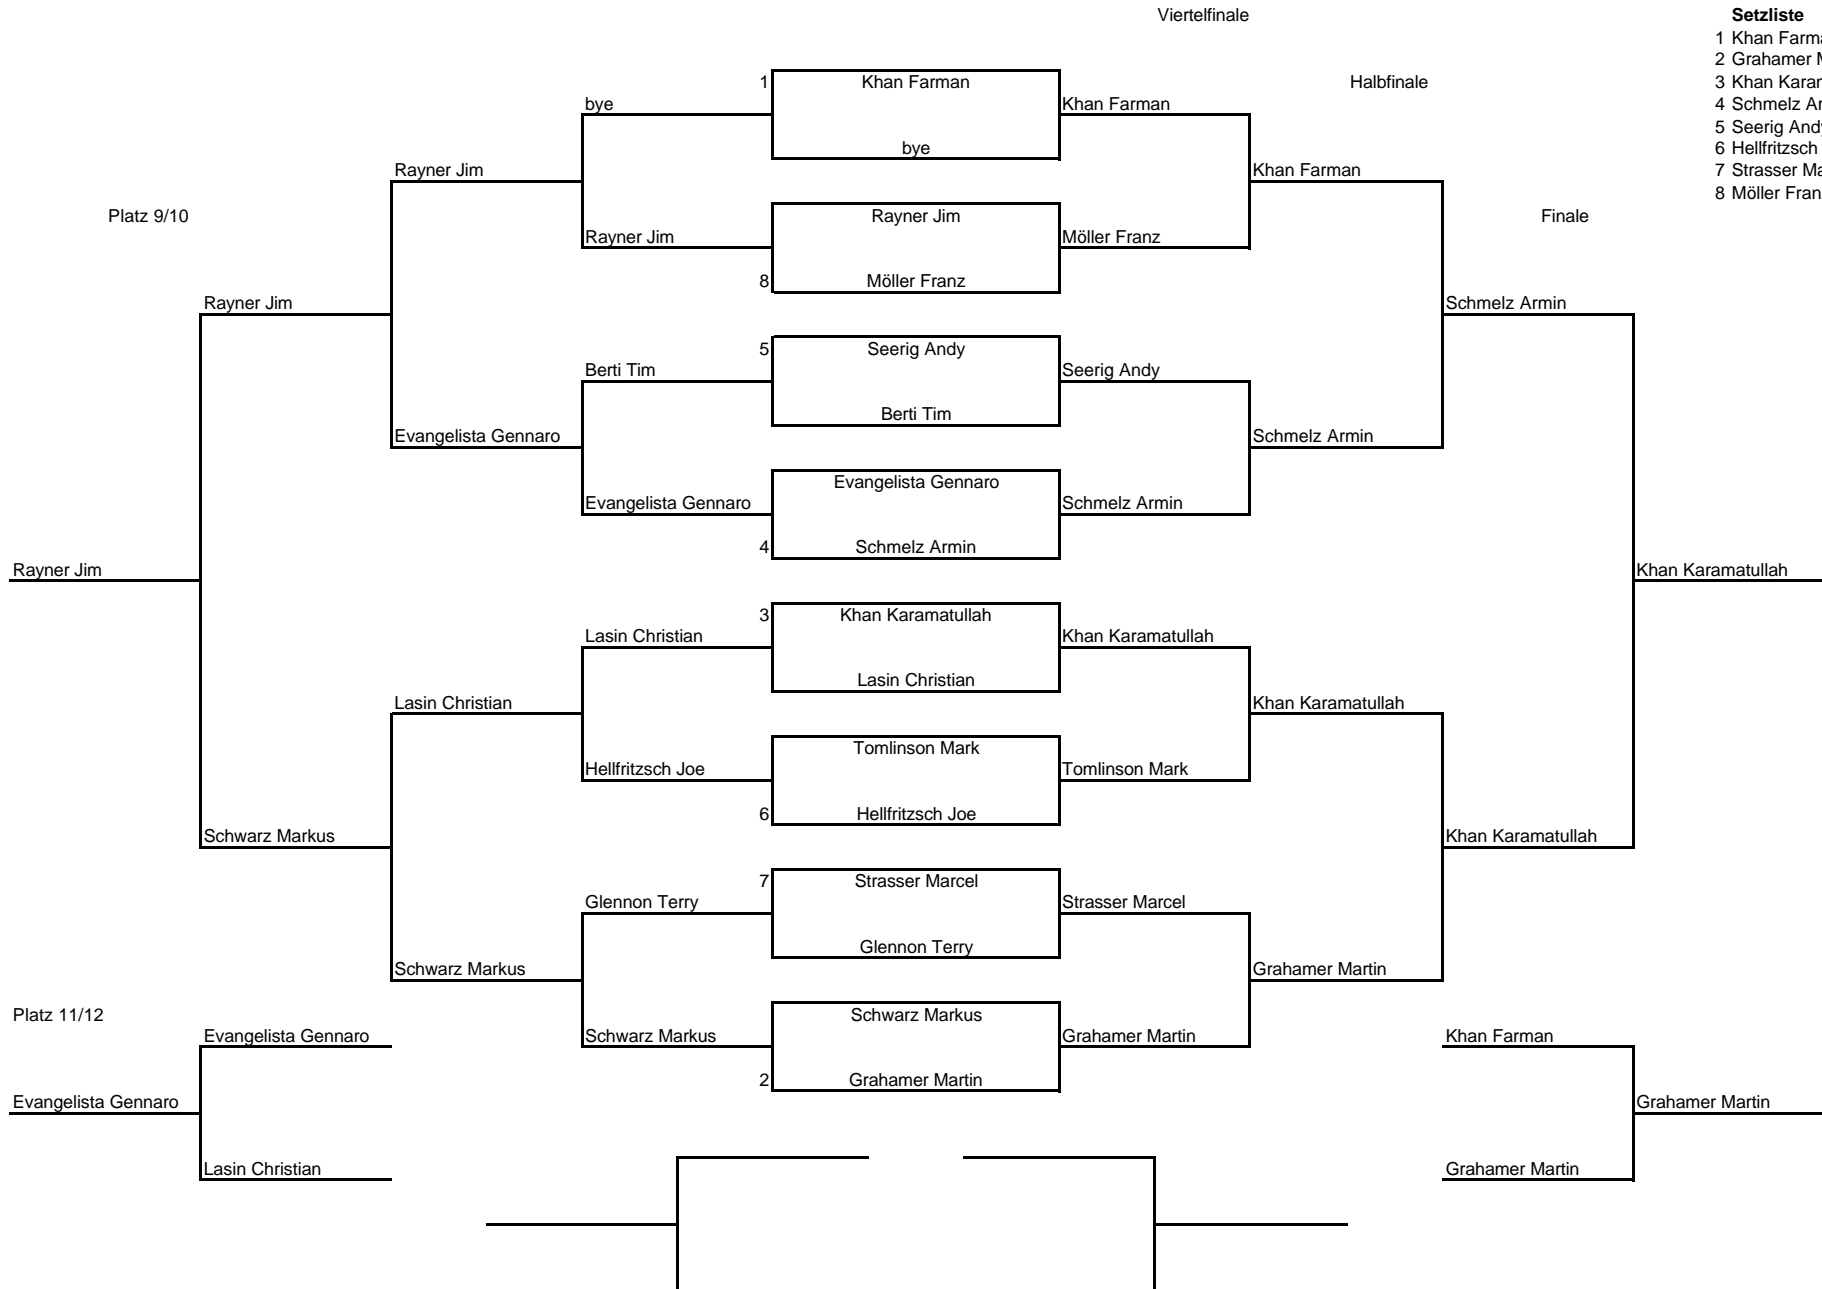 Viertelfinale
Setzliste
1 Khan Farma
2 Grahamer M
3 Khan Karam
4 Schmelz Ar
5 Seerig Andy
6 Hellfritzsch
7 Strasser Ma
8 Möller Franz
1 Khan Farman
Halbfinale
bye
Khan Farman
bye
Rayner Jim
Khan Farman
Platz 9/10
Rayner Jim
Finale
Rayner Jim
Möller Franz
8 Möller Franz
Rayner Jim
Schmelz Armin
5 Seerig Andy
Berti Tim
Seerig Andy
Berti Tim
Evangelista Gennaro
Schmelz Armin
Evangelista Gennaro
Evangelista Gennaro
Schmelz Armin
4 Schmelz Armin
Rayner Jim
Khan Karamatullah
3 Khan Karamatullah
Lasin Christian
Khan Karamatullah
Lasin Christian
Lasin Christian
Khan Karamatullah
Tomlinson Mark
Hellfritzsch Joe
Tomlinson Mark
6 Hellfritzsch Joe
Schwarz Markus
Khan Karamatullah
7 Strasser Marcel
Glennon Terry
Strasser Marcel
Glennon Terry
Schwarz Markus
Grahamer Martin
Platz 11/12
Schwarz Markus
Evangelista Gennaro
Schwarz Markus
Grahamer Martin
Khan Farman
2 Grahamer Martin
Evangelista Gennaro
Grahamer Martin
Lasin Christian
Grahamer Martin